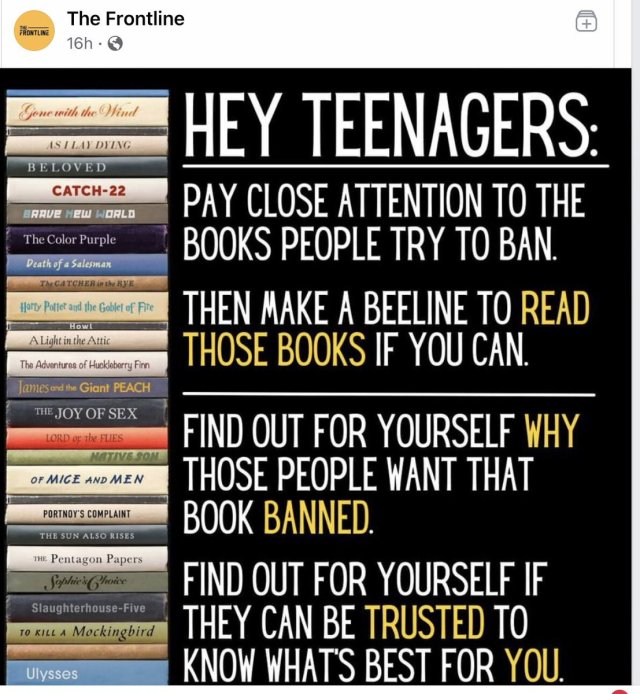 THE
FRONTLINE
The Frontline
16h ·
Gone with the Wind
AS I LAY DYING
BELOVED
CATCH-22
BRAVE NEW WORLD
The Color Purple
Death of a Salesman
The CATCHER in the RYE
Harry Potter and the Goblet of Fire
Howl
A Light in the Attic
The Adventures of Huckleberry Finn
James and the Giant PEACH
THE JOY OF SEX
LORD of the FLIES
NATIVE SON
OF MICE AND MEN
PORTNOY'S COMPLAINT
THE SUN ALSO RISES
THE Pentagon Papers
Sophie's Choice
Slaughterhouse-Five
TO KILL A Mockingbird
Ulysses
HEY TEENAGERS:
PAY CLOSE ATTENTION TO THE
BOOKS PEOPLE TRY TO BAN.
THEN MAKE A BEELINE TO READ
THOSE BOOKS IF YOU CAN.
FIND OUT FOR YOURSELF WHY
THOSE PEOPLE WANT THAT
BOOK BANNED.
FIND OUT FOR YOURSELF IF
THEY CAN BE TRUSTED TO
KNOW WHAT'S BEST FOR YOU.